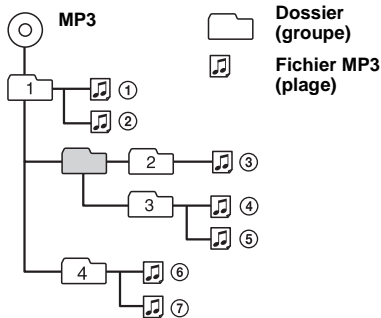 MP3
Dossier
(groupe)
Fichier MP3
(plage)
1
①
②
2
③
3
④
⑤
4
⑥
⑦